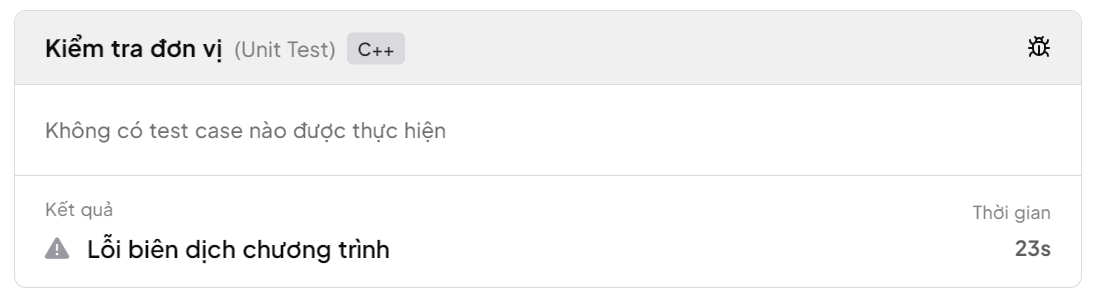 Kiểm tra đơn vị (Unit Test) C++
Không có test case nào được thực hiện
Kết quả
Thời gian
Lỗi biên dịch chương trình
23s